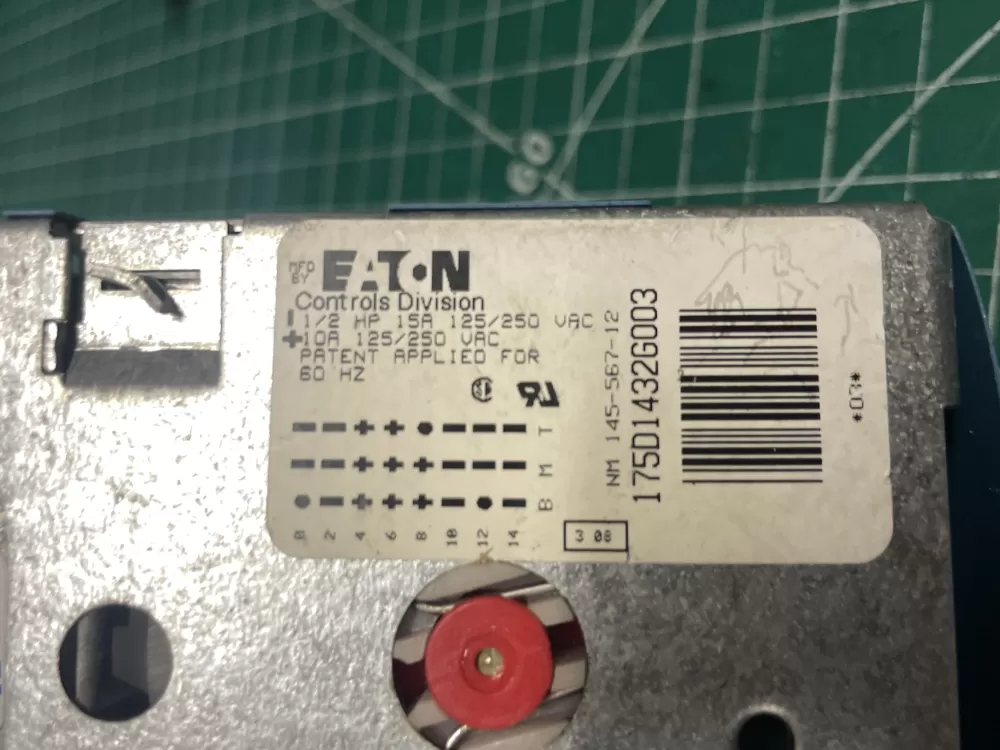 MFD BY EATON
Controls Division
- 1/2 HP 15A 125/250 VAC
+ 10A 125/250 VAC
PATENT APPLIED FOR
60 HZ
- - + + ● - - - T
- - + + + - - - M
● - + + + - ● - B
0 2 4 6 8 10 12 14
3 08
NM 145-567-12
175D1432G003
*03*